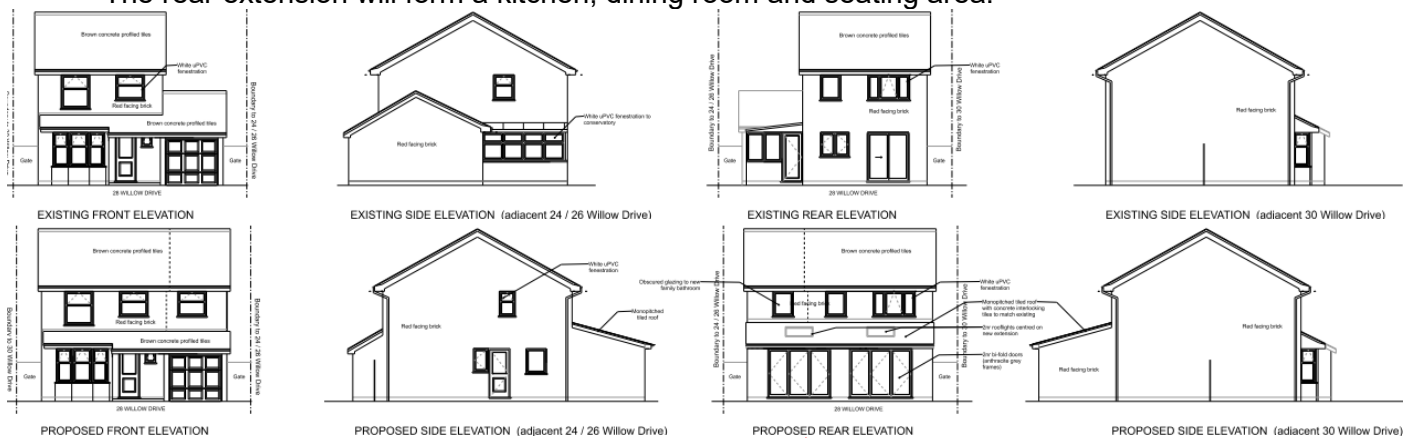 The rear extension will form a kitchen, dining room and seating area.
Brown concrete profiled tiles
White uPVC
fenestration
Red facing brick
Brown concrete profiled tiles
Gate
Gate
Boundary to 24 / 26 Willow Drive
28 WILLOW DRIVE
EXISTING FRONT ELEVATION
Red facing brick
White uPVC fenestration to
conservatory
EXISTING SIDE ELEVATION (adjacent 24 / 26 Willow Drive)
Boundary to 24 / 26 Willow Drive
Brown concrete profiled tiles
White uPVC
fenestration
Red facing brick
Gate
Gate
Boundary to 30 Willow Drive
28 WILLOW DRIVE
EXISTING REAR ELEVATION
Red facing brick
EXISTING SIDE ELEVATION (adjacent 30 Willow Drive)
Boundary to 30 Willow Drive
Brown concrete profiled tiles
Red facing brick
Brown concrete profiled tiles
Gate
Gate
Boundary to 24 / 26 Willow Drive
28 WILLOW DRIVE
PROPOSED FRONT ELEVATION
White uPVC
fenestration
Red facing brick
Monopitched
tiled roof
PROPOSED SIDE ELEVATION (adjacent 24 / 26 Willow Drive)
Obscured glazing to new
family bathroom
Boundary to 24 / 26 Willow Drive
Brown concrete profiled tiles
Red facing brick
White uPVC
fenestration
Monopitched tiled roof
with concrete interlocking
tiles to match existing
2nr rooflights centred on
new extension
2nr bi-fold doors
(anthracite grey
frames)
Gate
Boundary to 30 Willow Drive
28 WILLOW DRIVE
PROPOSED REAR ELEVATION
Red facing brick
Red facing brick
PROPOSED SIDE ELEVATION (adjacent 30 Willow Drive)